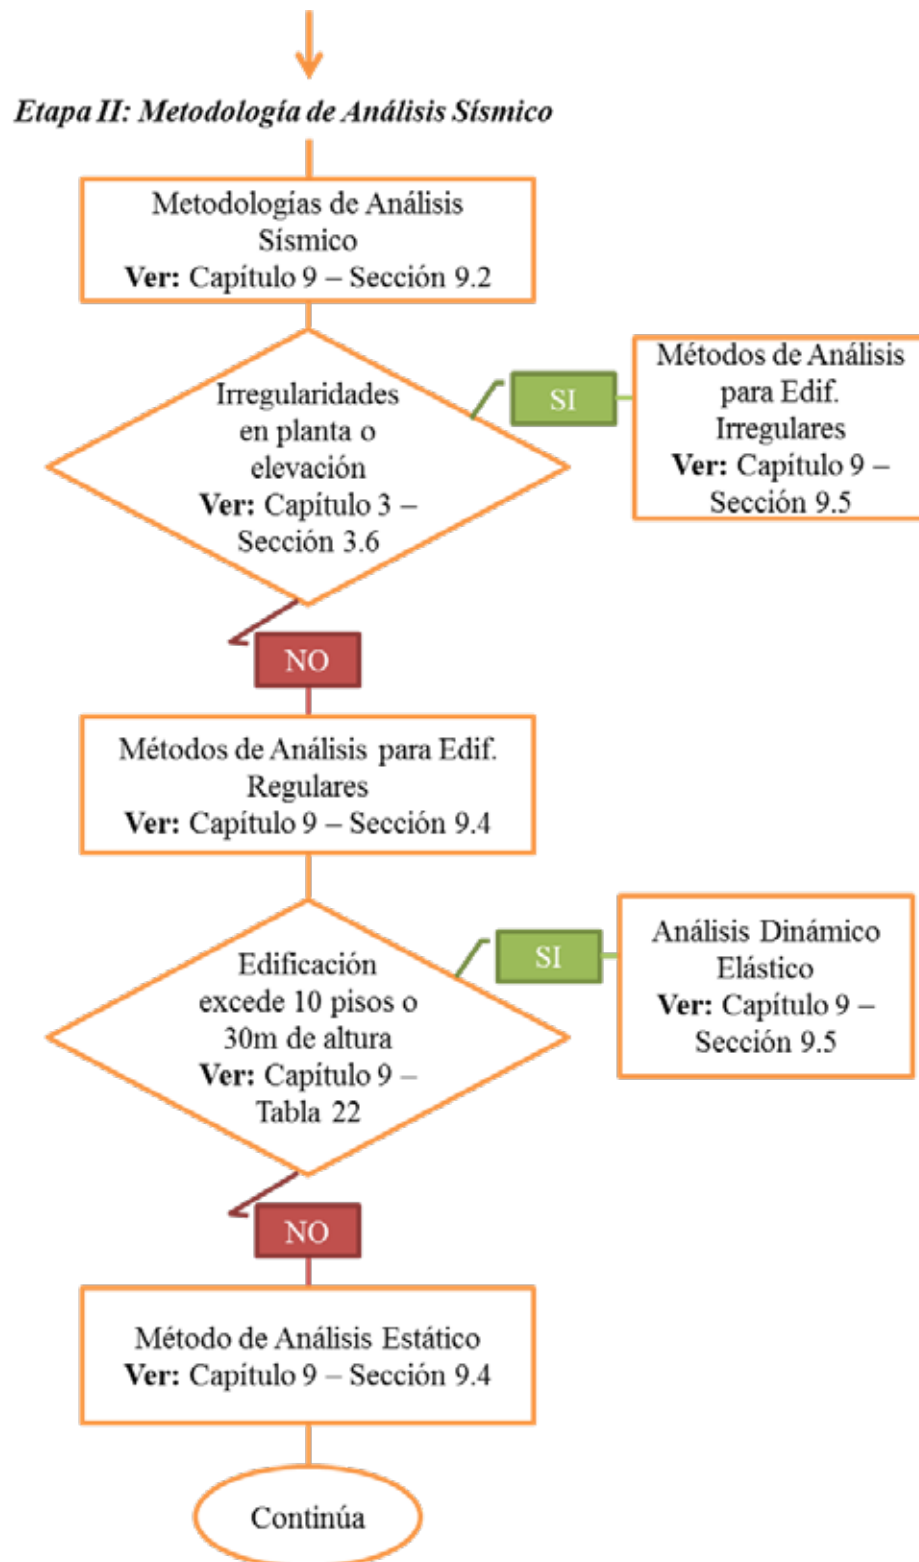 Etapa II: Metodología de Análisis Sísmico
Metodologías de Análisis
Sísmico
Ver: Capítulo 9 – Sección 9.2
Irregularidades
en planta o
elevación
Ver: Capítulo 3 –
Sección 3.6
SI
Métodos de Análisis
para Edif.
Irregulares
Ver: Capítulo 9 –
Sección 9.5
NO
Métodos de Análisis para Edif.
Regulares
Ver: Capítulo 9 – Sección 9.4
Edificación
excede 10 pisos o
30m de altura
Ver: Capítulo 9 –
Tabla 22
SI
Análisis Dinámico
Elástico
Ver: Capítulo 9 –
Sección 9.5
NO
Método de Análisis Estático
Ver: Capítulo 9 – Sección 9.4
Continúa